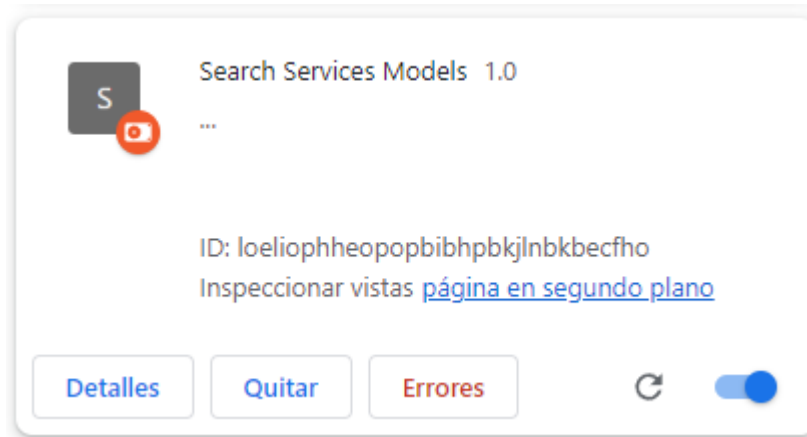 S
Search Services Models 1.0
...
ID: loeliophheopopbibhpbkjlnbkbecfho
Inspeccionar vistas página en segundo plano
Detalles
Quitar
Errores